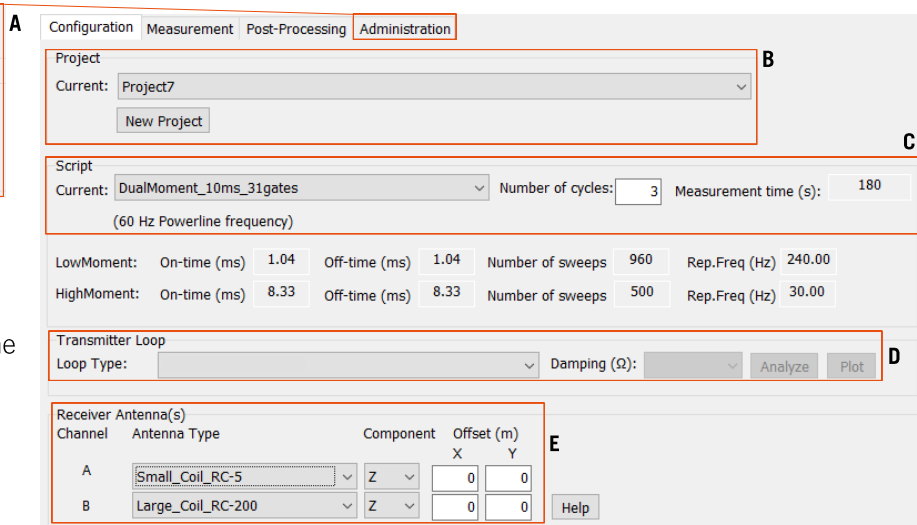 A
Configuration Measurement Post-Processing Administration
Project
B
Current: Project7
New Project
C
Script
Current: DualMoment_10ms_31gates Number of cycles: 3 Measurement time (s): 180
(60 Hz Powerline frequency)
LowMoment: On-time (ms) 1.04 Off-time (ms) 1.04 Number of sweeps 960 Rep.Freq (Hz) 240.00
HighMoment: On-time (ms) 8.33 Off-time (ms) 8.33 Number of sweeps 500 Rep.Freq (Hz) 30.00
Transmitter Loop
Loop Type: Damping (Ω): Analyze Plot D
Receiver Antenna(s)
Channel Antenna Type Component Offset (m)
E
X Y
A Small_Coil_RC-5 Z 0 0
B Large_Coil_RC-200 Z 0 0 Help